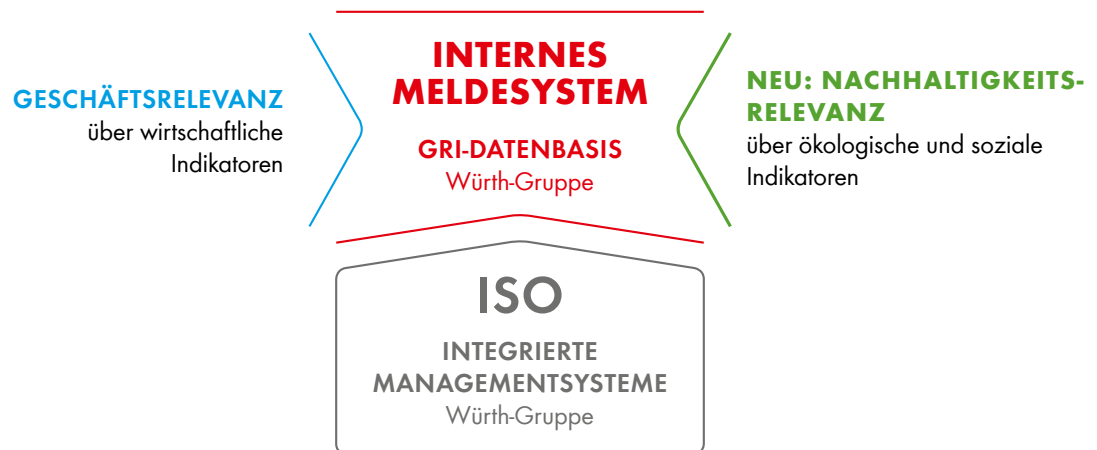 GESCHÄFTSRELEVANZ
über wirtschaftliche
Indikatoren
INTERNES
MELDESYSTEM
GRI-DATENBASIS
Würth-Gruppe
NEU: NACHHALTIGKEITS-
RELEVANZ
über ökologische und soziale
Indikatoren
ISO
INTEGRIERTE
MANAGEMENTSYSTEME
Würth-Gruppe